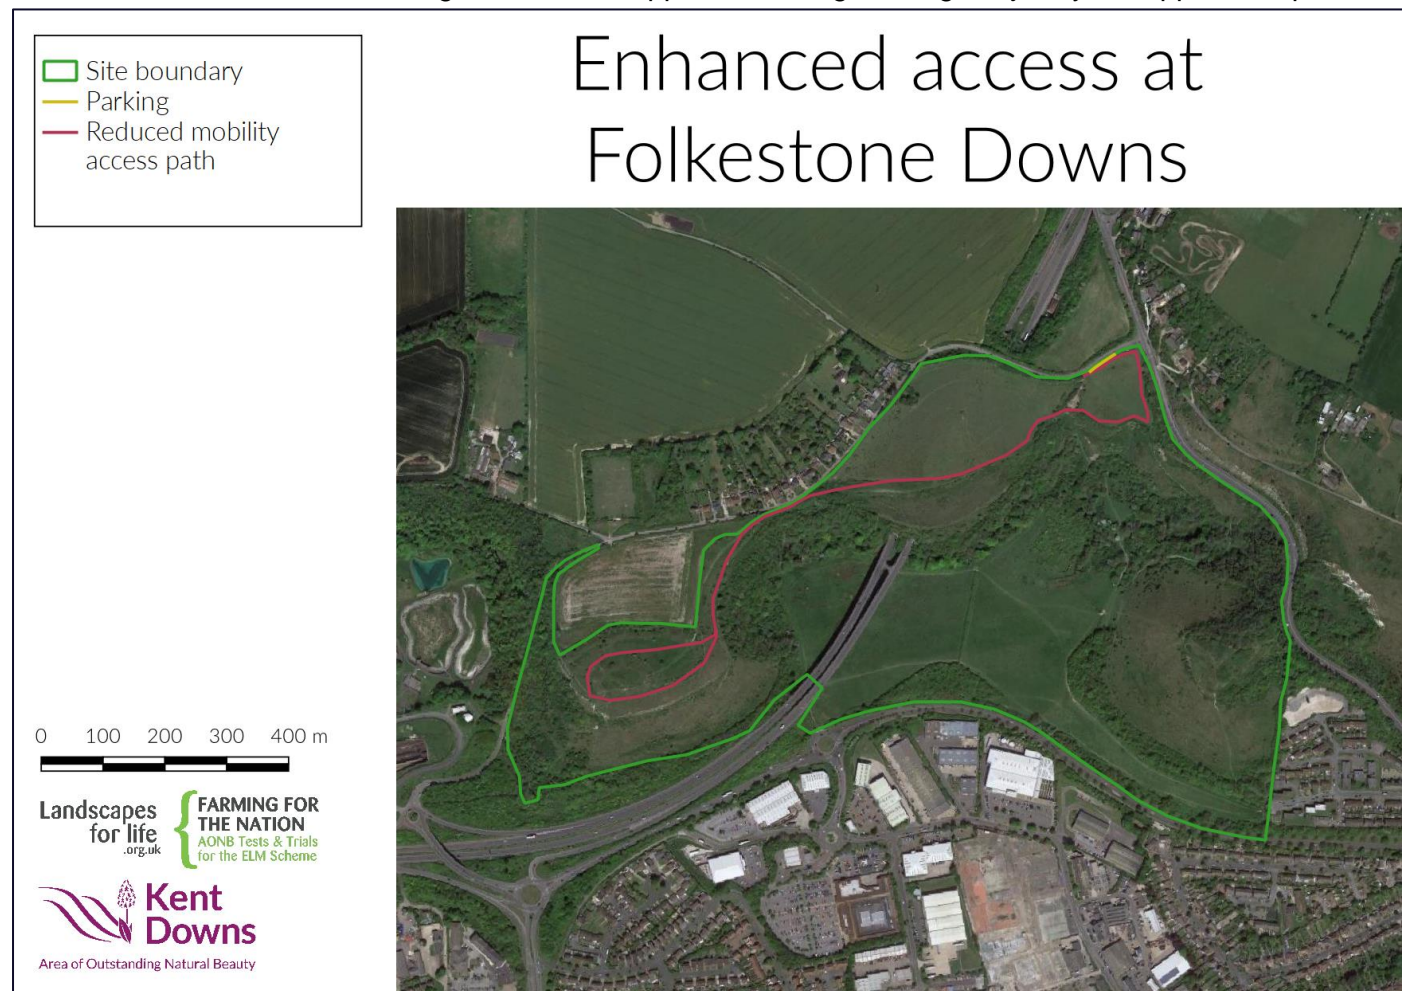 Enhanced access at
Folkestone Downs
Site boundary
Parking
Reduced mobility
access path
0 100 200 300 400 m
Landscapes
for life
.org.uk
FARMING FOR
THE NATION
AONB Tests & Trials
for the ELM Scheme
Kent
Downs
Area of Outstanding Natural Beauty